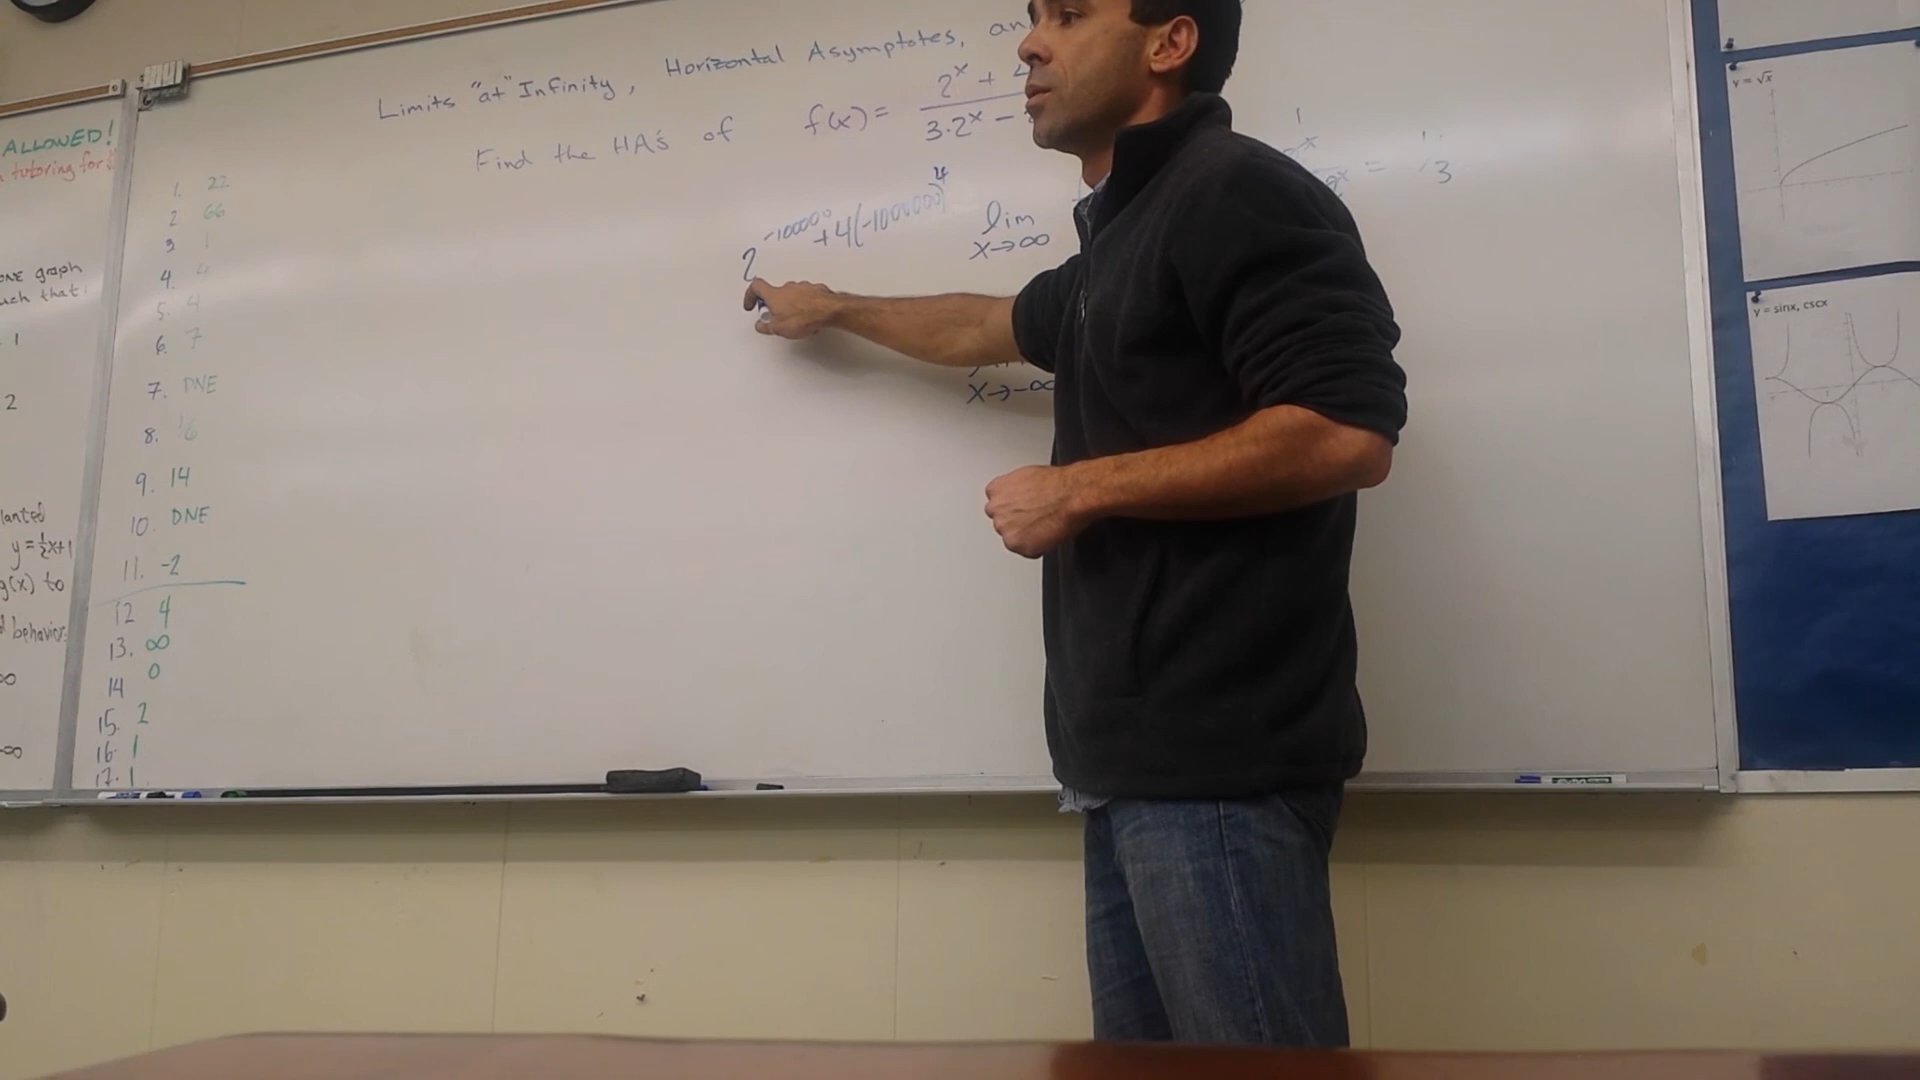 ALLOWED!
tutoring for
ONE graph
such that:
1
2
lanted
y = ½x+1
g(x) to
behavior:
∞
-∞
1. 22
2 66
3 1
4. 4
5. 4
6. 7
7. DNE
8. 1/6
9. 14
10. DNE
11. -2
12 4
13. ∞
14 0
15. 2
16. 1
17. 1
Limits "at" Infinity, Horizontal Asymptotes, an
Find the HA's of f(x) = 2^x + 4
3·2^x -
2^-100000 + 4(-1000000)^4
lim
x→∞
1
2^x = 1/3
x→-∞
y = √x
y = sinx, cscx